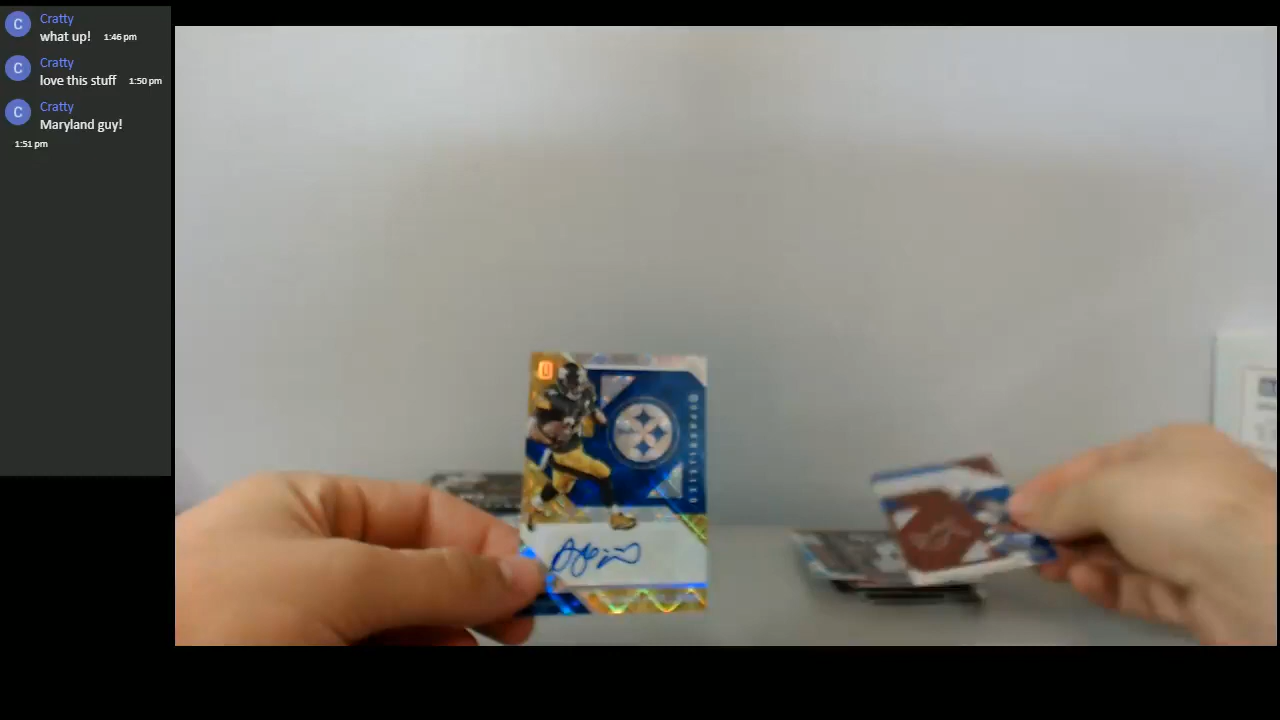 C
Cratty
what up! 1:46 pm
C
Cratty
love this stuff 1:50 pm
C
Cratty
Maryland guy!
1:51 pm